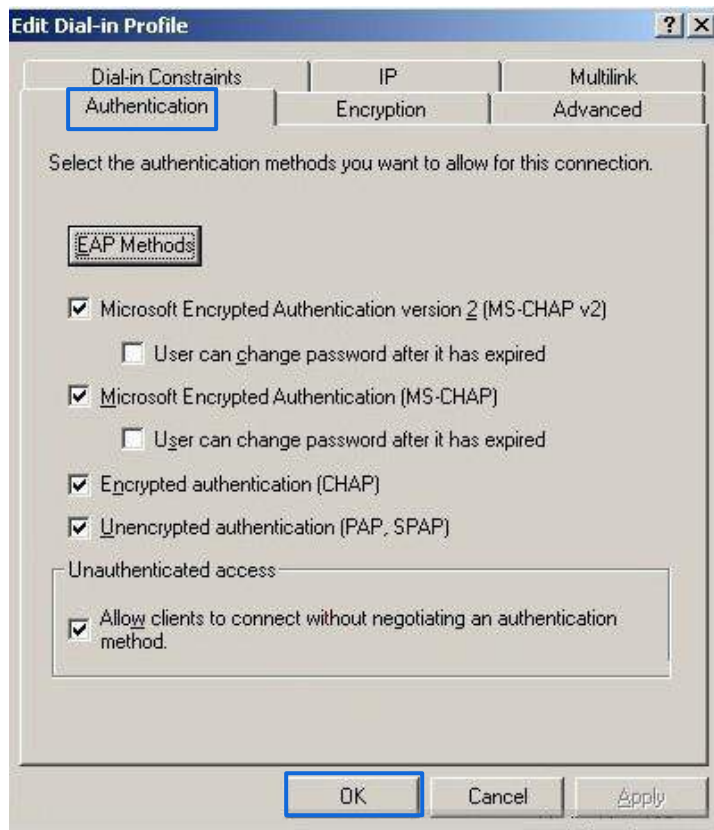 Edit Dial-in Profile
?
Dial-in Constraints
IP
Multilink
Authentication
Encryption
Advanced
Select the authentication methods you want to allow for this connection.
EAP Methods
Microsoft Encrypted Authentication version 2 (MS-CHAP v2)
User can change password after it has expired
Microsoft Encrypted Authentication (MS-CHAP)
User can change password after it has expired
Encrypted authentication (CHAP)
Unencrypted authentication (PAP, SPAP)
Unauthenticated access
Allow clients to connect without negotiating an authentication
method.
OK
Cancel
Apply